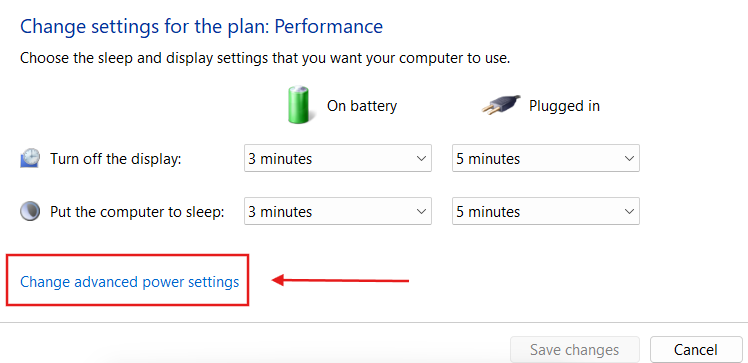 Change settings for the plan: Performance
Choose the sleep and display settings that you want your computer to use.
On battery Plugged in
Turn off the display: 3 minutes 5 minutes
Put the computer to sleep: 3 minutes 5 minutes
Change advanced power settings
Save changes Cancel